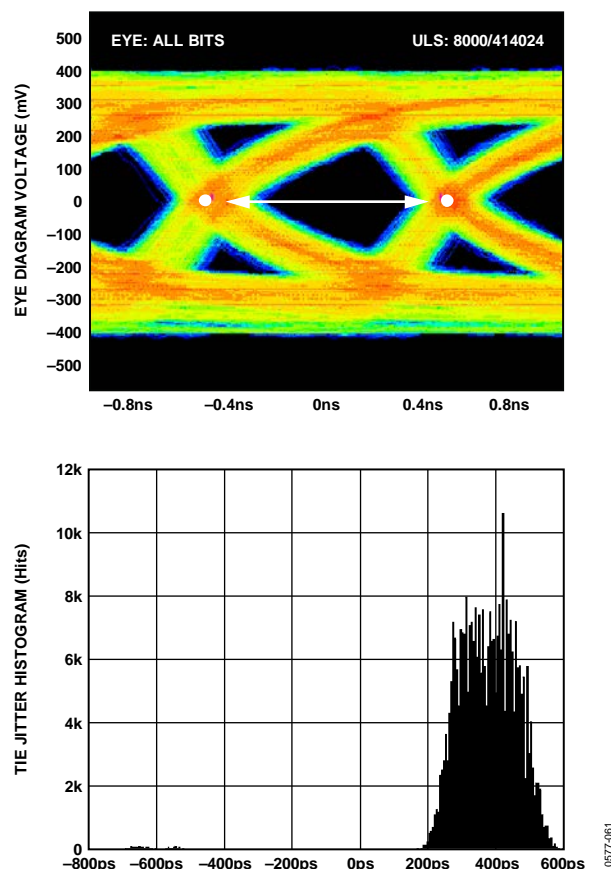 EYE: ALL BITS ULS: 8000/414024
EYE DIAGRAM VOLTAGE (mV)
500
400
300
200
100
0
–100
–200
–300
–400
–500
–0.8ns –0.4ns 0ns 0.4ns 0.8ns
TIE JITTER HISTOGRAM (Hits)
12k
10k
8k
6k
4k
2k
0
–800ps –600ps –400ps –200ps 0ps 200ps 400ps 600ps
0577-061